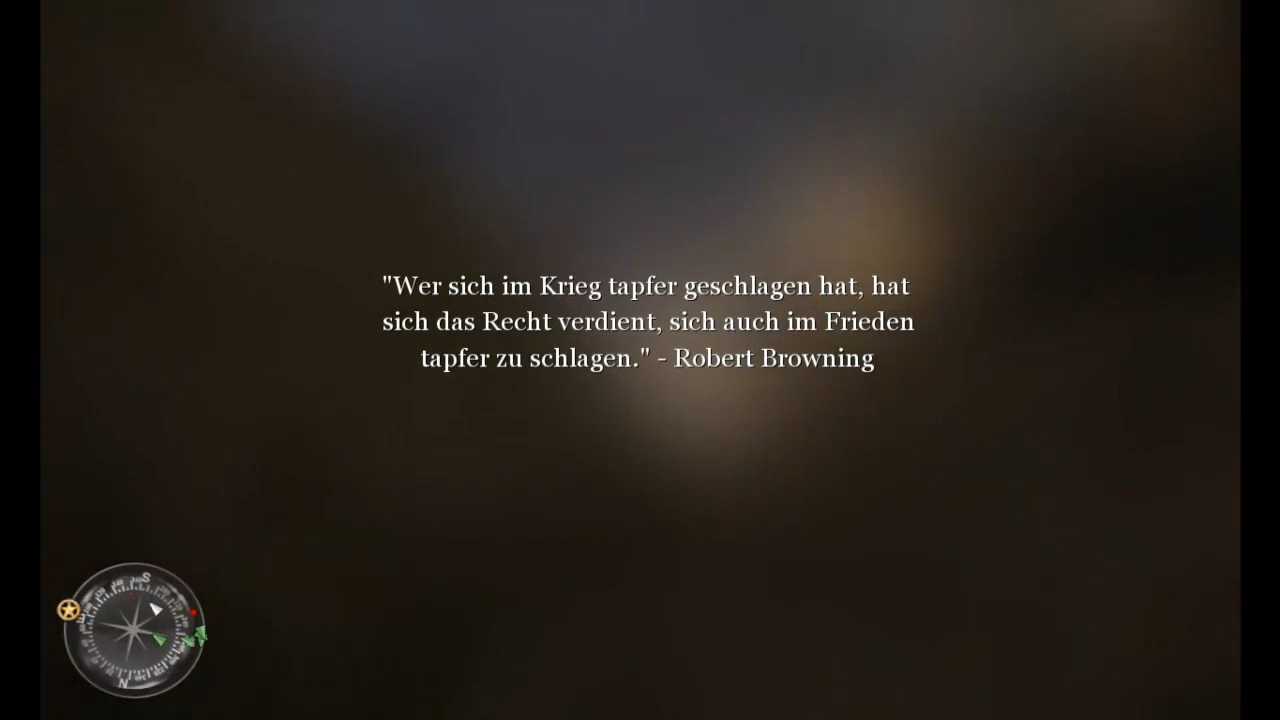 "Wer sich im Krieg tapfer geschlagen hat, hat
sich das Recht verdient, sich auch im Frieden
tapfer zu schlagen." - Robert Browning
S
N